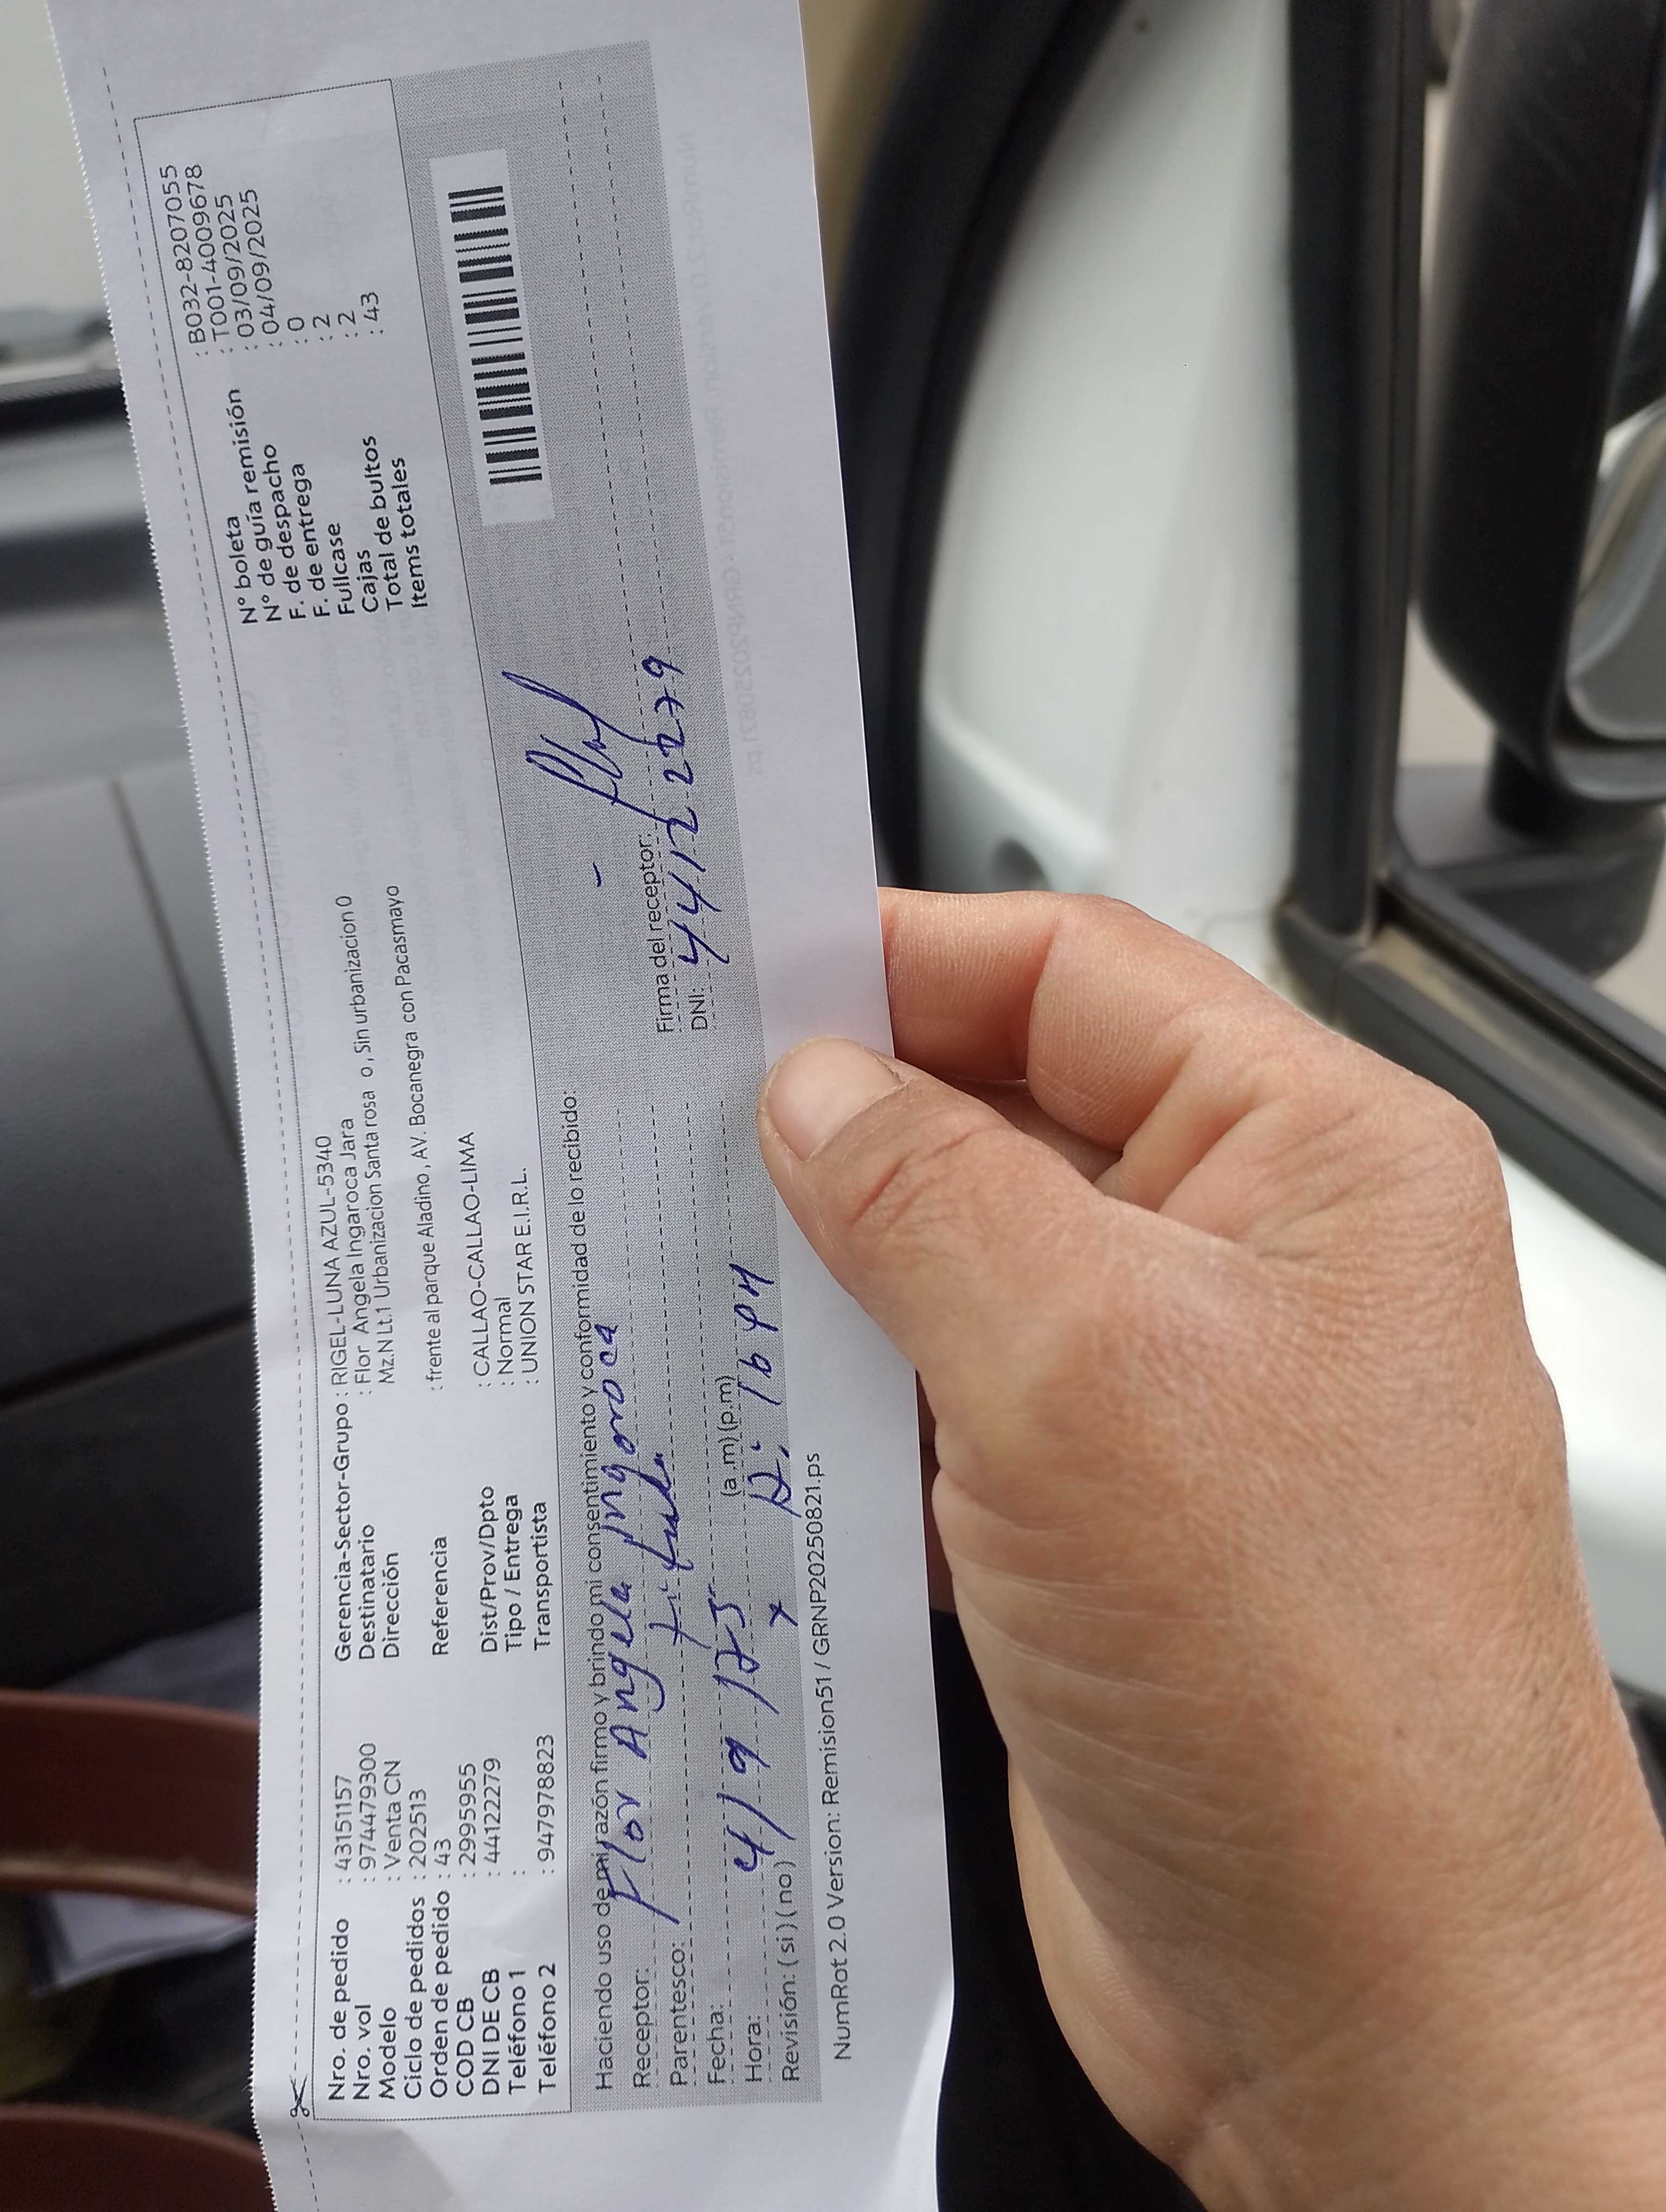 Nro. de pedido : 43151157
Nro. vol : 974479300
Modelo : Venta CN
Ciclo de pedidos : 202513
Orden de pedido : 43
COD CB : 29995955
DNI DE CB : 44122279
Teléfono 1 :
Teléfono 2 : 947978823
Gerencia-Sector-Grupo : RIGEL-LUNA AZUL-5340
Destinatario : Flor Angela Ingaroca Jara
Dirección Mz.N Lt.1 Urbanizacion Santa rosa o , Sin urbanizacion 0
Referencia : frente al parque Aladino , AV. Bocanegra con Pacasmayo
Dist/Prov/Dpto : CALLAO-CALLAO-LIMA
Tipo / Entrega : Normal
Transportista : UNION STAR E.I.R.L.
N° boleta : B032-8207055
N° de guía remisión : T001-4009678
F. de despacho : 03/09/2025
F. de entrega : 04/09/2025
Fullcase : 0
Cajas : 2
Total de bultos : 2
Items totales : 43
Haciendo uso de mi razón firmo y brindo mi consentimiento y conformidad de lo recibido:
Receptor: Flor Angela Ingaroca
Parentesco: titular
Fecha: 4/9/25
Hora: (a.m) (p.m)
Revisión: ( si ) ( no )
Firma del receptor:
DNI: 44122279
NumRot 2.0 Version: Remision51 / GRNP20250821.ps